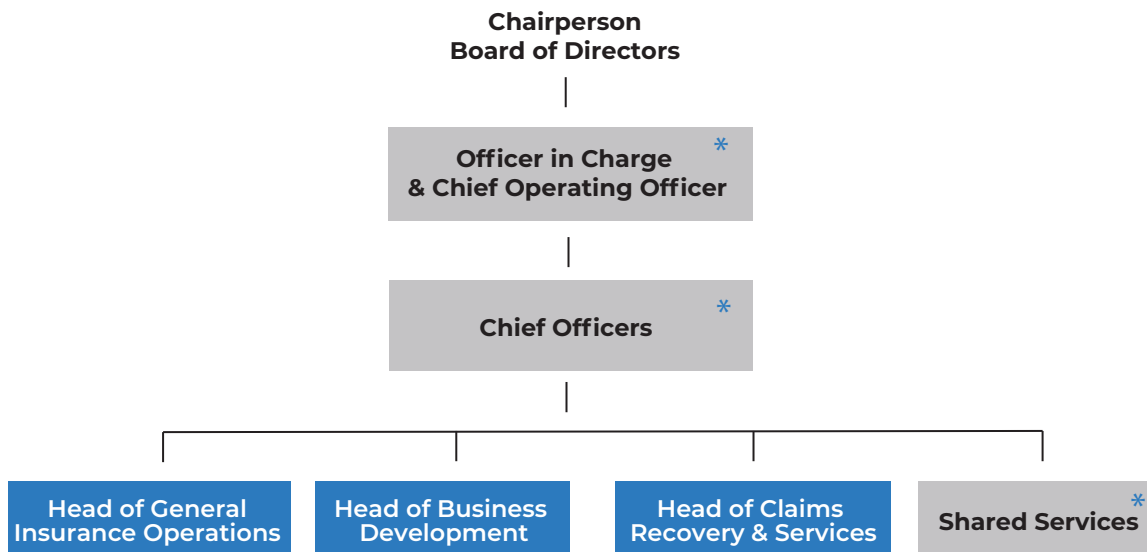 Chairperson
Board of Directors
Officer in Charge *
& Chief Operating Officer
Chief Officers *
Head of General
Insurance Operations
Head of Business
Development
Head of Claims
Recovery & Services
Shared Services *